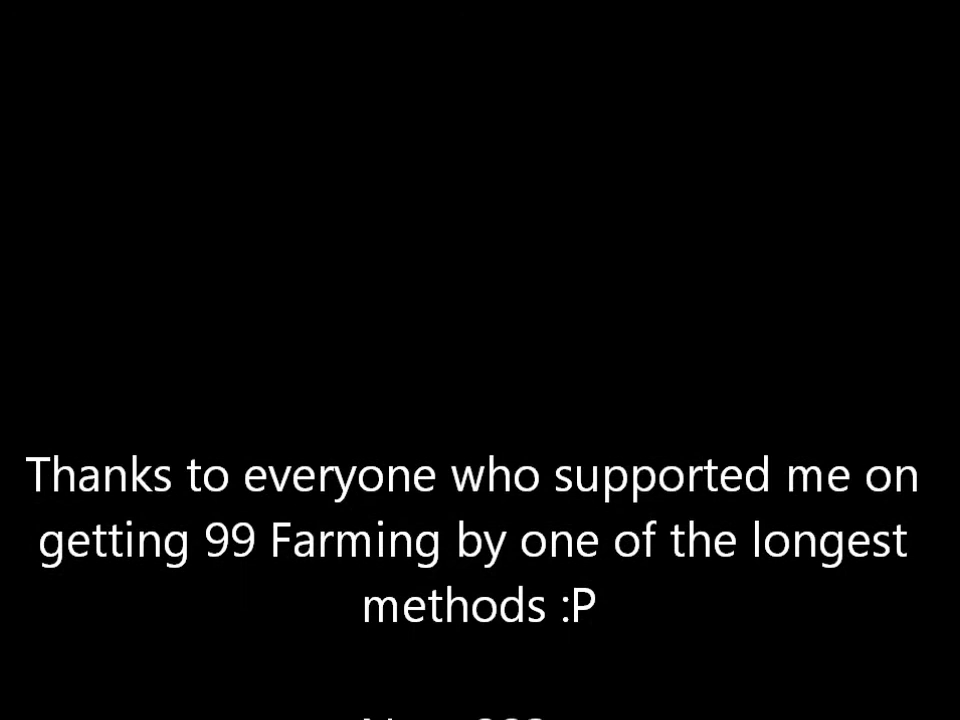 Thanks to everyone who supported me on
getting 99 Farming by one of the longest
methods :P